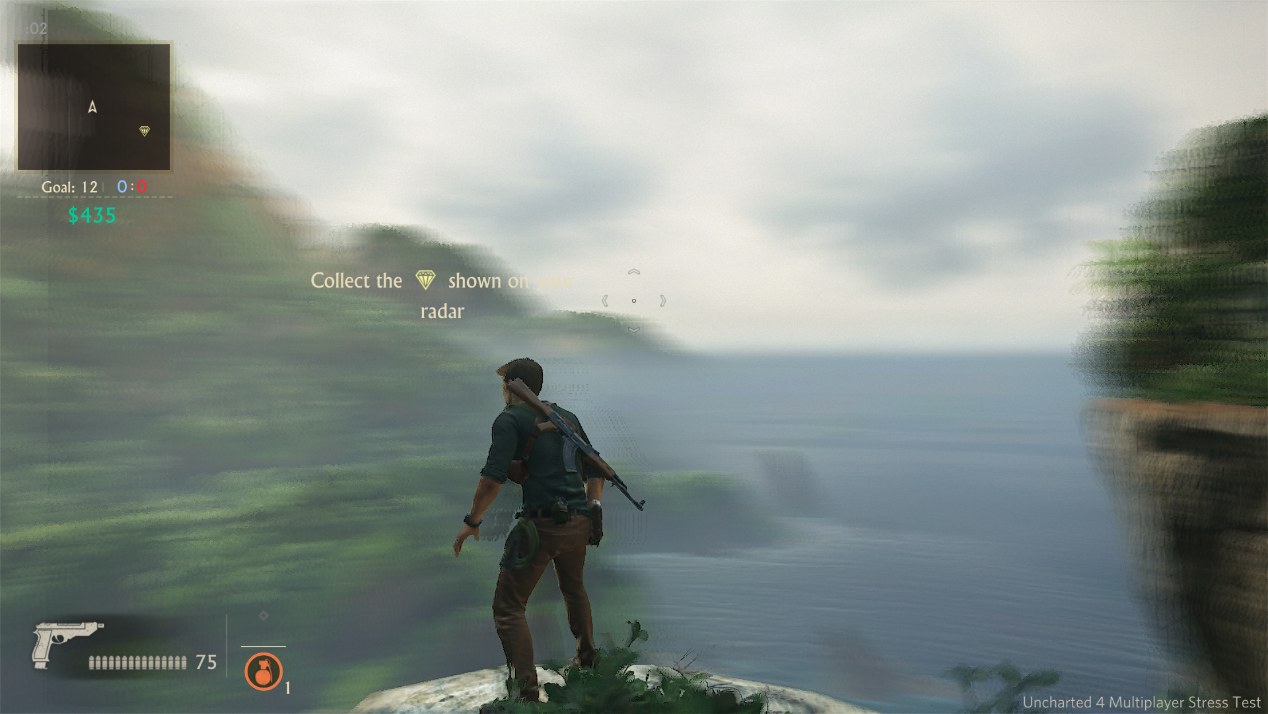 :02
Goal: 12 0:0
$435
Collect the shown on your
radar
75
1
Uncharted 4 Multiplayer Stress Test